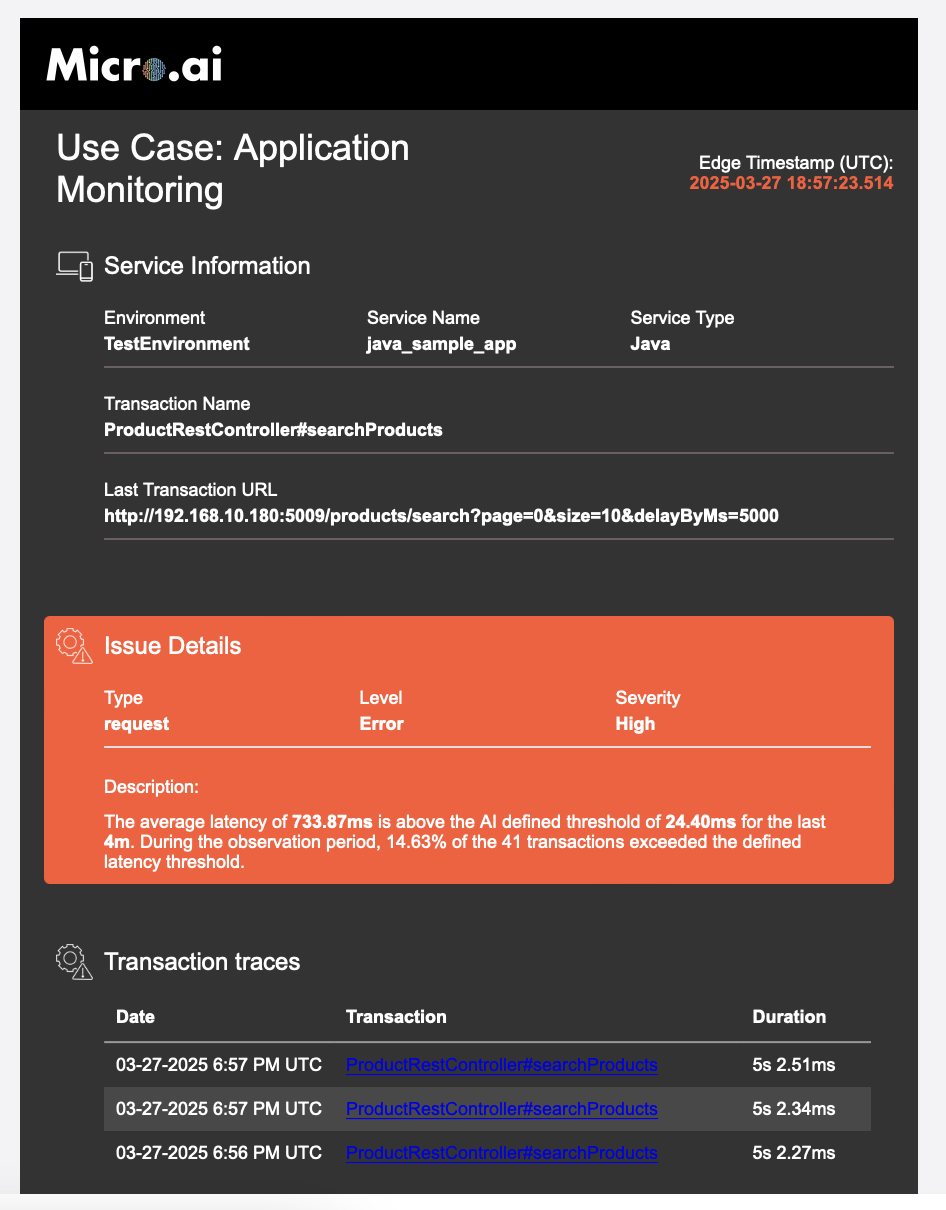 Micro.ai
Use Case: Application
Monitoring
Edge Timestamp (UTC):
2025-03-27 18:57:23.514
Service Information
Environment
Service Name
Service Type
TestEnvironment
java_sample_app
Java
Transaction Name
ProductRestController#searchProducts
Last Transaction URL
http://192.168.10.180:5009/products/search?page=0&size=10&delayByMs=5000
Issue Details
Type
Level
Severity
request
Error
High
Description:
The average latency of 733.87ms is above the AI defined threshold of 24.40ms for the last
4m. During the observation period, 14.63% of the 41 transactions exceeded the defined
latency threshold.
Transaction traces
Date
Transaction
Duration
03-27-2025 6:57 PM UTC
ProductRestController#searchProducts
5s 2.51ms
03-27-2025 6:57 PM UTC
ProductRestController#searchProducts
5s 2.34ms
03-27-2025 6:56 PM UTC
ProductRestController#searchProducts
5s 2.27ms